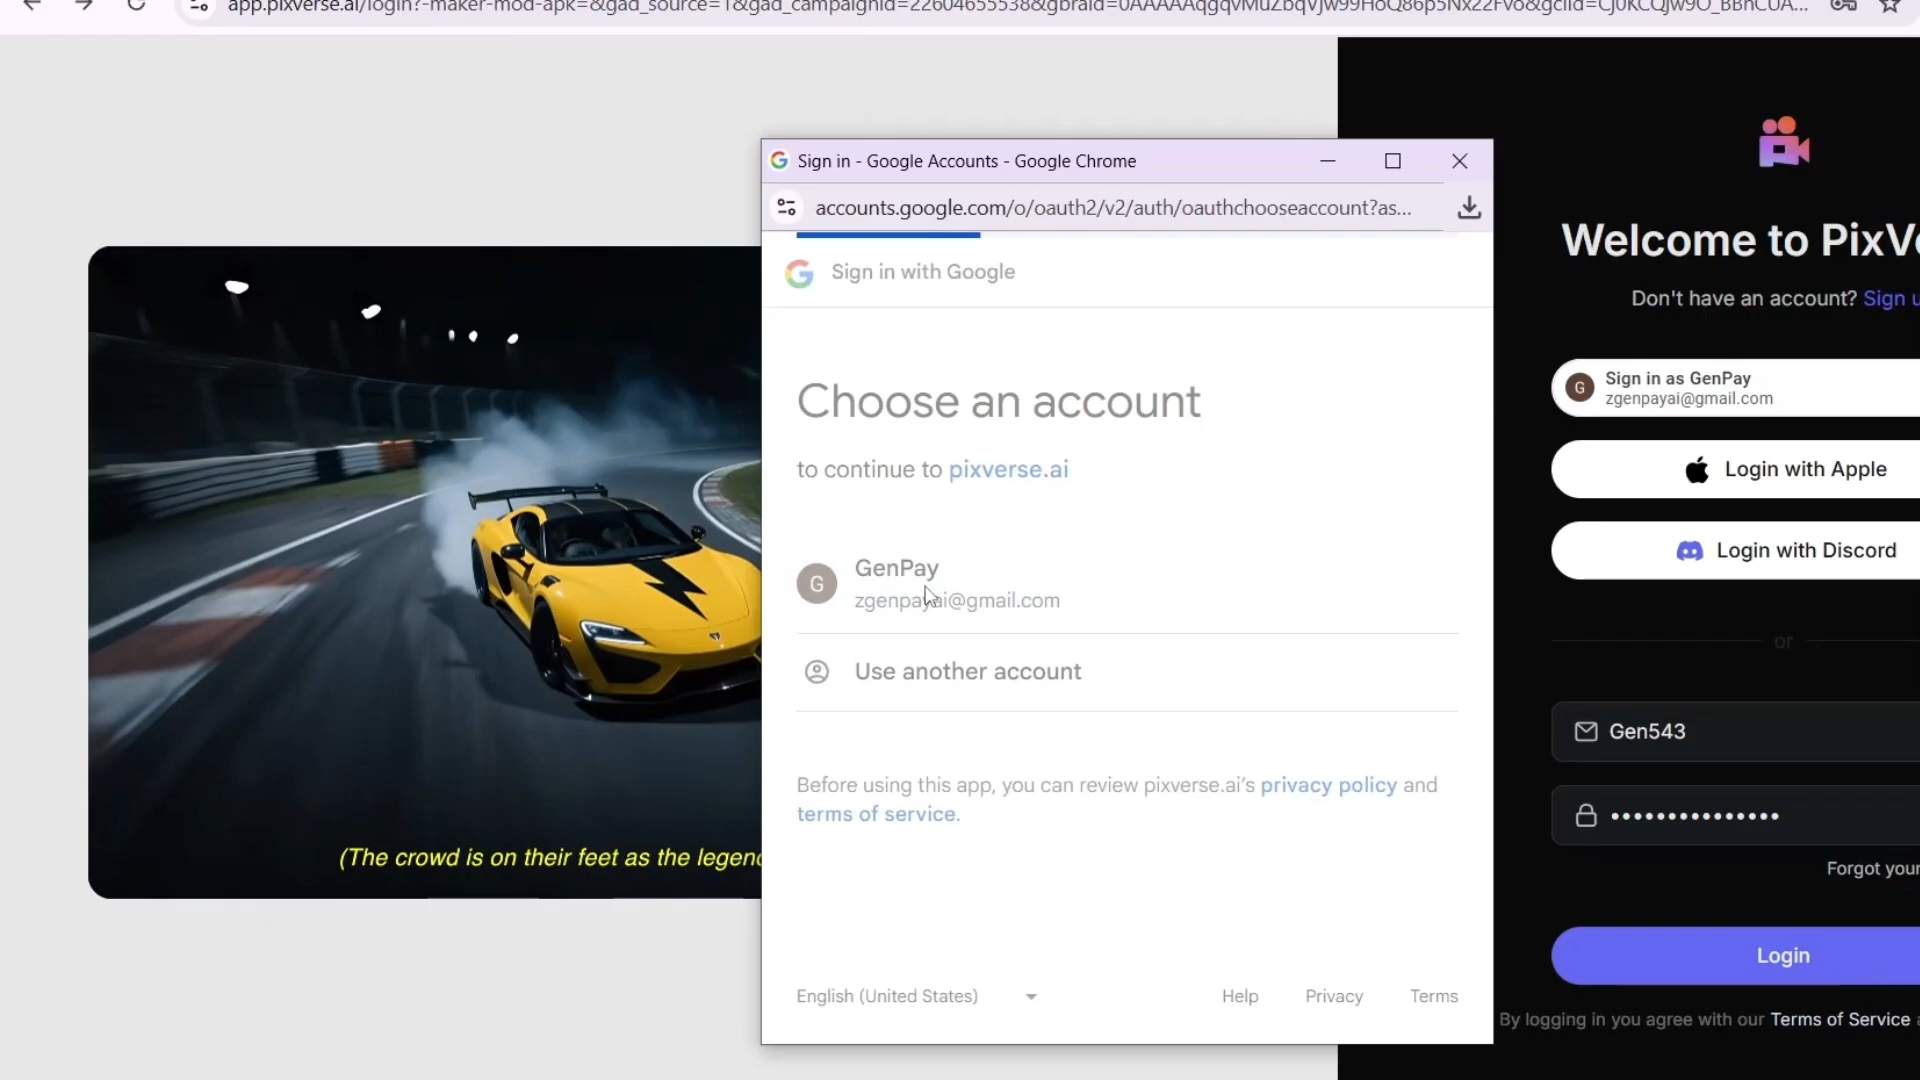 Sign in - Google Accounts - Google Chrome
accounts.google.com/o/oauth2/v2/auth/oauthchooseaccount?as...
Sign in with Google
Choose an account
to continue to pixverse.ai
G
GenPay
zgenpayai@gmail.com
Use another account
Before using this app, you can review pixverse.ai's privacy policy and
terms of service.
English (United States)
Help
Privacy
Terms
(The crowd is on their feet as the legend
Welcome to PixVe
Don't have an account? Sign u
G
Sign in as GenPay
zgenpayai@gmail.com
Login with Apple
Login with Discord
or
Gen543
Forgot your
Login
By logging in you agree with our Terms of Service a